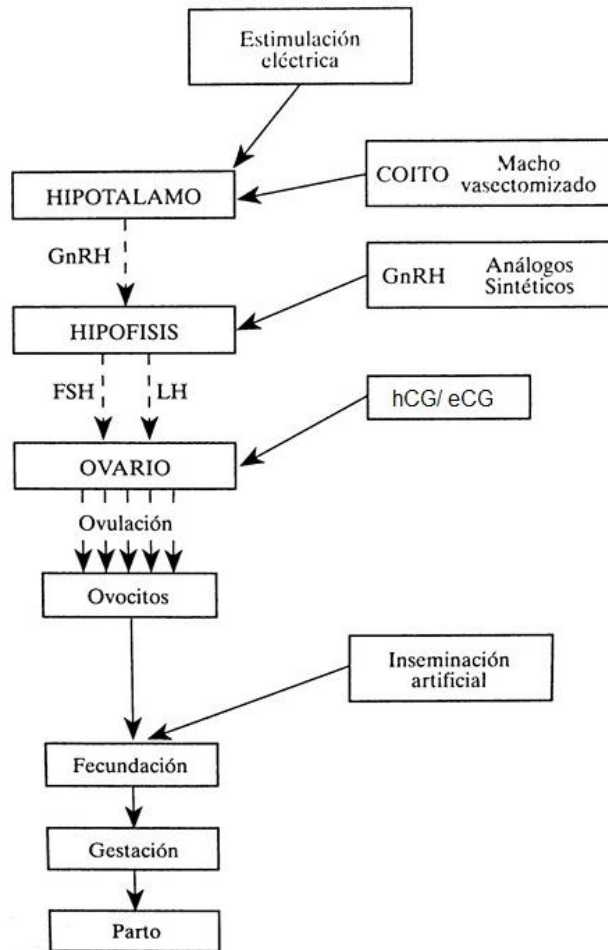 Estimulación
eléctrica
COITO Macho
vasectomizado
HIPOTALAMO
GnRH
GnRH Análogos
Sintéticos
HIPOFISIS
FSH LH
hCG/ eCG
OVARIO
Ovulación
Ovocitos
Inseminación
artificial
Fecundación
Gestación
Parto